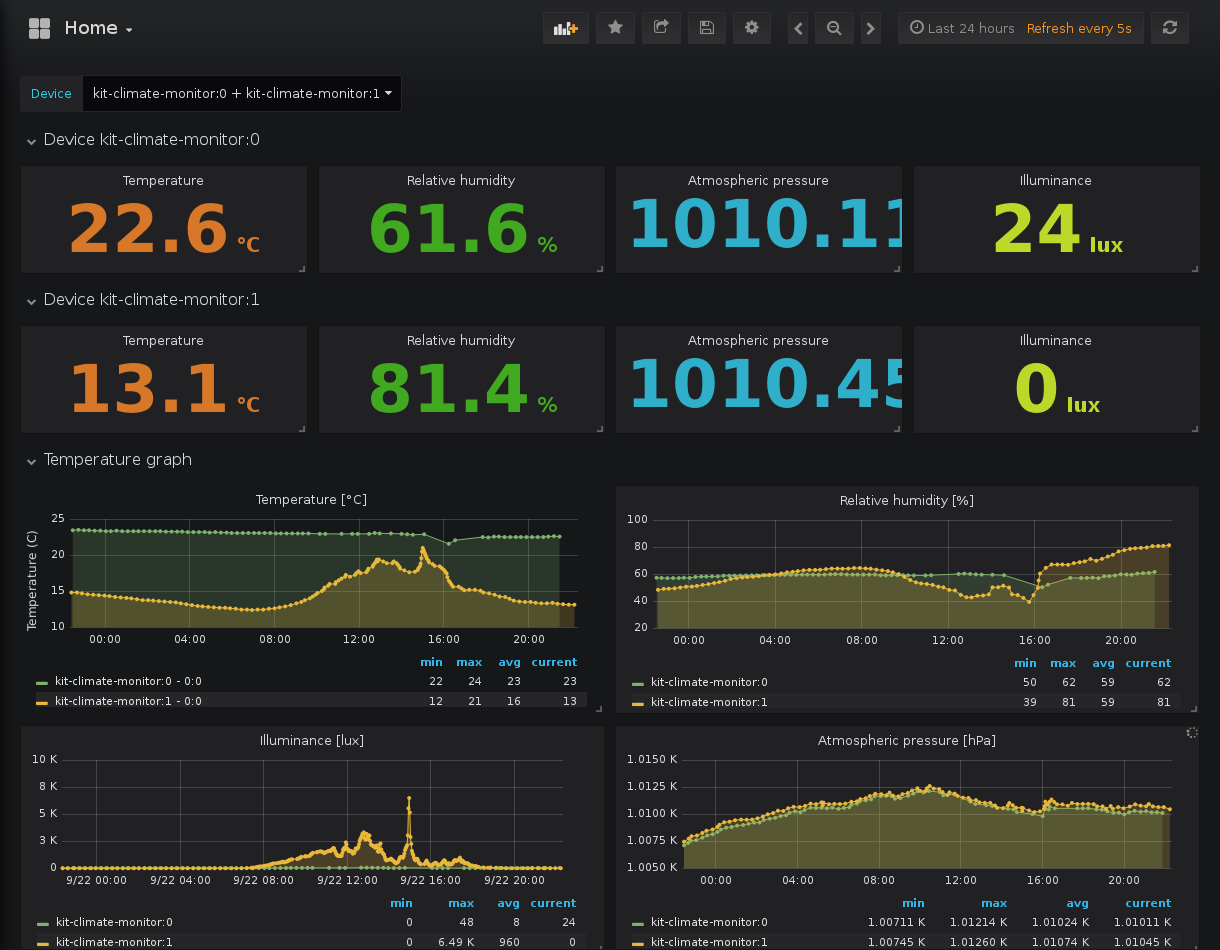 Home
Last 24 hours Refresh every 5s
Device kit-climate-monitor:0 + kit-climate-monitor:1
Device kit-climate-monitor:0
Temperature Relative humidity Atmospheric pressure Illuminance
22.6 °C 61.6 % 1010.11 24 lux
Device kit-climate-monitor:1
Temperature Relative humidity Atmospheric pressure Illuminance
13.1 °C 81.4 % 1010.45 0 lux
Temperature graph
Temperature [°C]
Temperature (C)
25
20
15
10
00:00 04:00 08:00 12:00 16:00 20:00
min max avg current
kit-climate-monitor:0 - 0:0 22 24 23 23
kit-climate-monitor:1 - 0:0 12 21 16 13
Relative humidity [%]
100
80
60
40
20
00:00 04:00 08:00 12:00 16:00 20:00
min max avg current
kit-climate-monitor:0 50 62 59 62
kit-climate-monitor:1 39 81 59 81
Illuminance [lux]
10 K
8 K
5 K
3 K
0
9/22 00:00 9/22 04:00 9/22 08:00 9/22 12:00 9/22 16:00 9/22 20:00
min max avg current
kit-climate-monitor:0 0 48 8 24
kit-climate-monitor:1 0 6.49 K 960 0
Atmospheric pressure [hPa]
1.0150 K
1.0125 K
1.0100 K
1.0075 K
1.0050 K
00:00 04:00 08:00 12:00 16:00 20:00
min max avg current
kit-climate-monitor:0 1.00711 K 1.01214 K 1.01024 K 1.01011 K
kit-climate-monitor:1 1.00745 K 1.01260 K 1.01074 K 1.01045 K